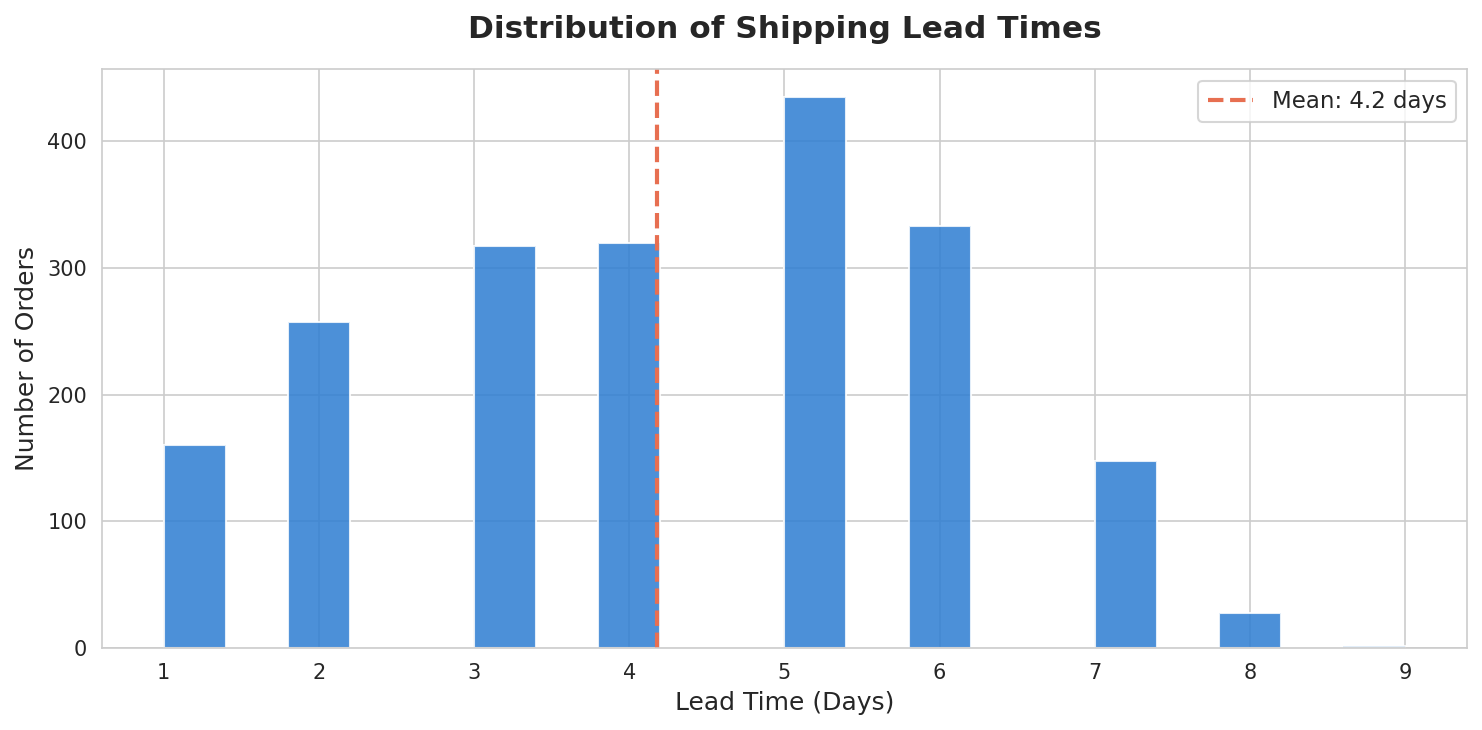 Distribution of Shipping Lead Times
Mean: 4.2 days
Number of Orders
400
300
200
100
0
1 2 3 4 5 6 7 8 9
Lead Time (Days)